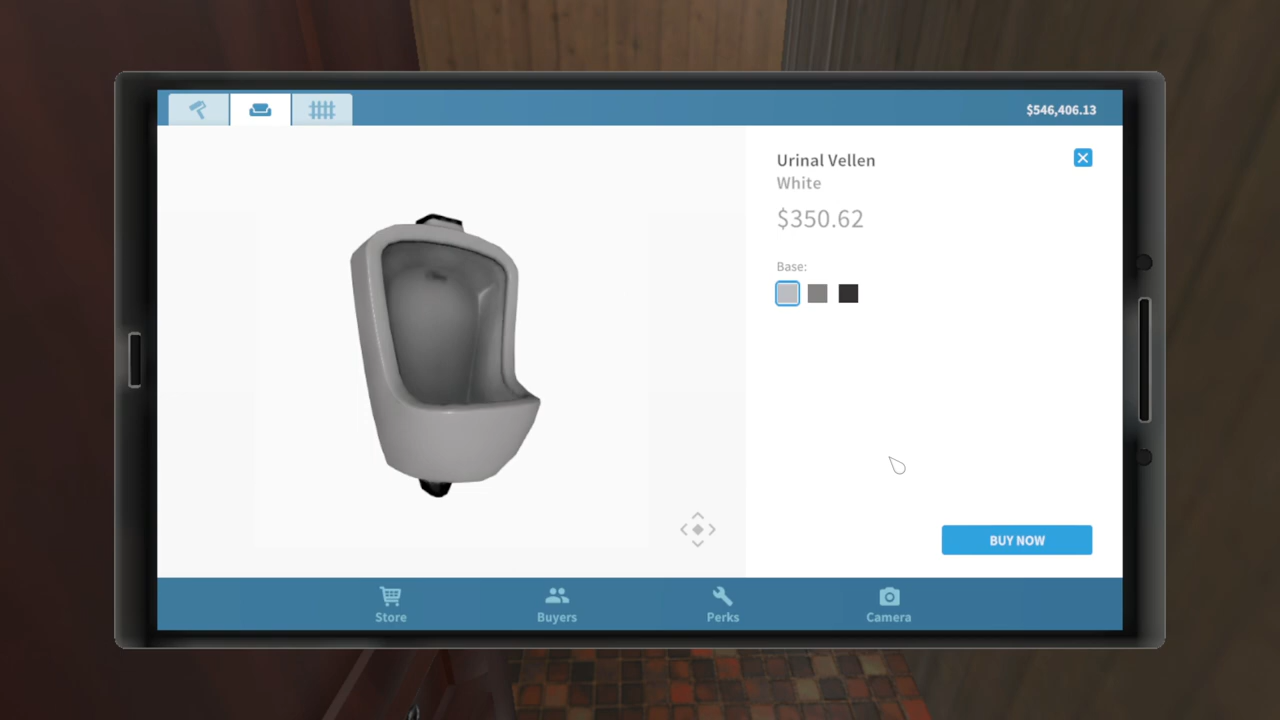 $546,406.13
Urinal Vellen
White
$350.62
Base:
BUY NOW
Store
Buyers
Perks
Camera